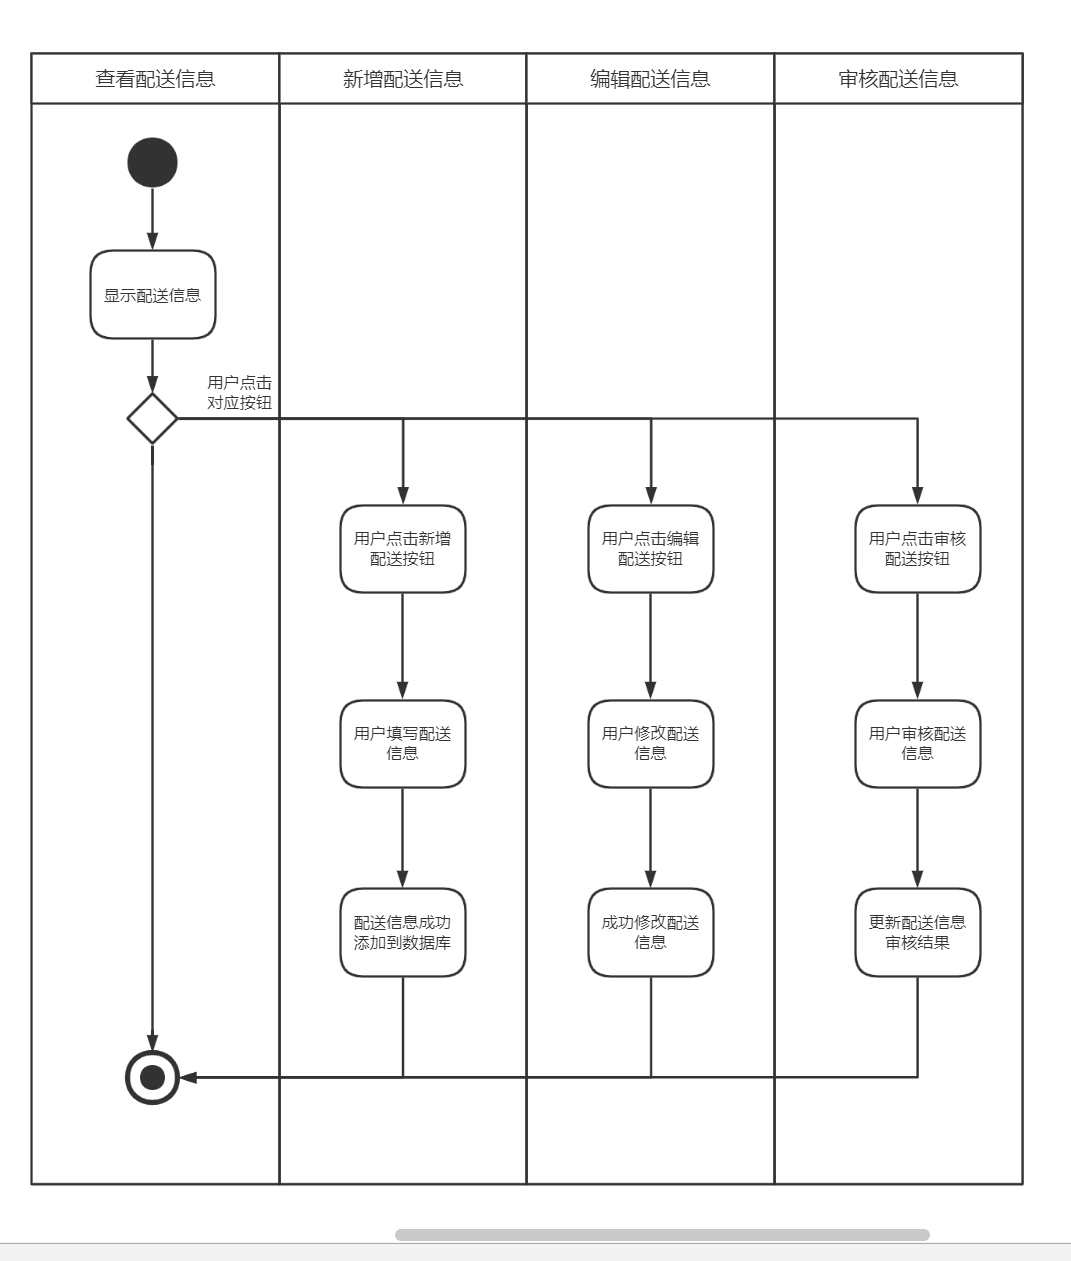 查看配送信息
新增配送信息
编辑配送信息
审核配送信息
显示配送信息
用户点击
对应按钮
用户点击新增
配送按钮
用户点击编辑
配送按钮
用户点击审核
配送按钮
用户填写配送
信息
用户修改配送
信息
用户审核配送
信息
配送信息成功
添加到数据库
成功修改配送
信息
更新配送信息
审核结果